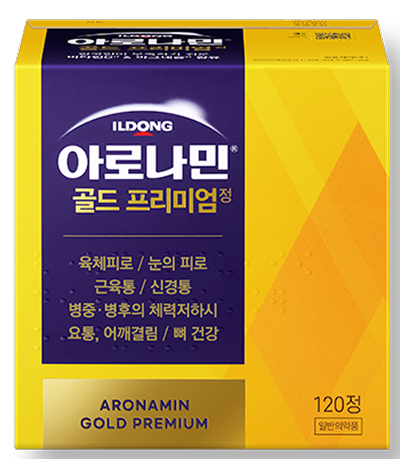 ILDONG
아로나민®
골드 프리미엄정
육체피로 / 눈의 피로
근육통 / 신경통
병중·병후의 체력저하시
요통, 어깨결림 / 뼈 건강
ARONAMIN
GOLD PREMIUM
120정
일반의약품